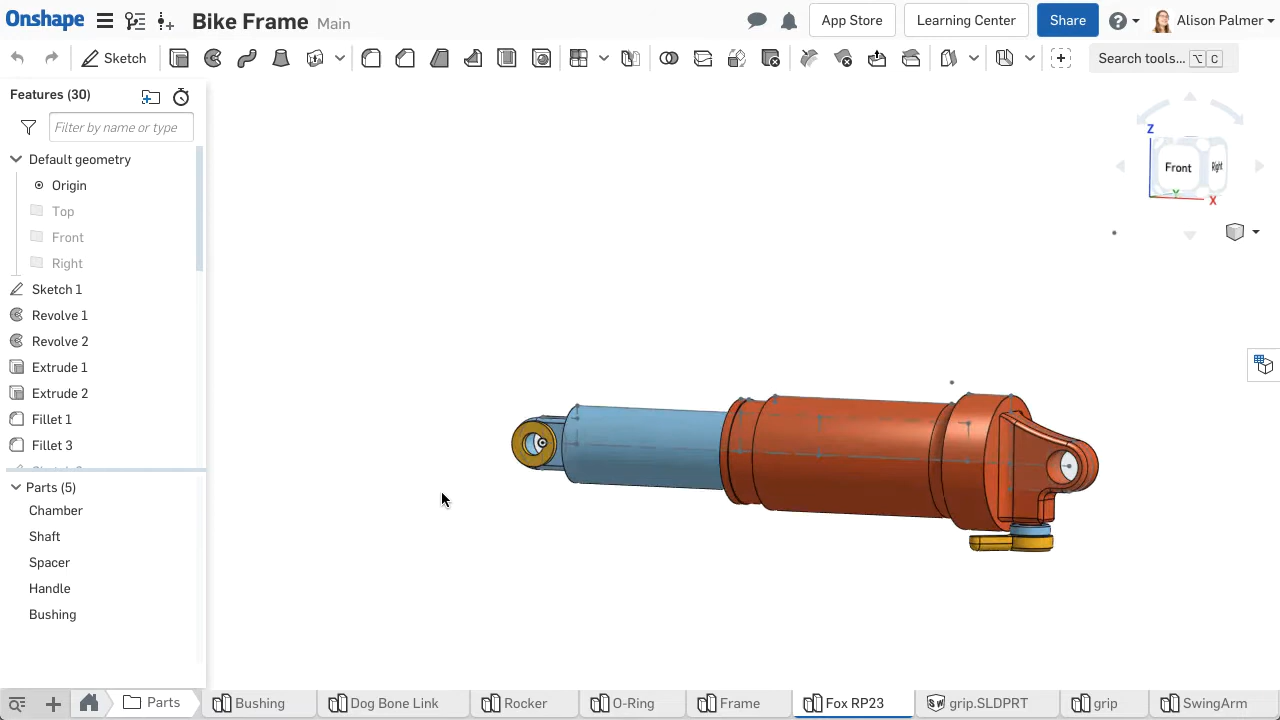 Onshape Bike Frame Main App Store Learning Center Share Alison Palmer
Sketch Search tools... ⌥ C
Features (30)
Filter by name or type
Default geometry
Origin
Top
Front
Right
Sketch 1
Revolve 1
Revolve 2
Extrude 1
Extrude 2
Fillet 1
Fillet 3
Parts (5)
Chamber
Shaft
Spacer
Handle
Bushing
Z
Front Right
Y
X
Parts Bushing Dog Bone Link Rocker O-Ring Frame Fox RP23 grip.SLDPRT grip SwingArm